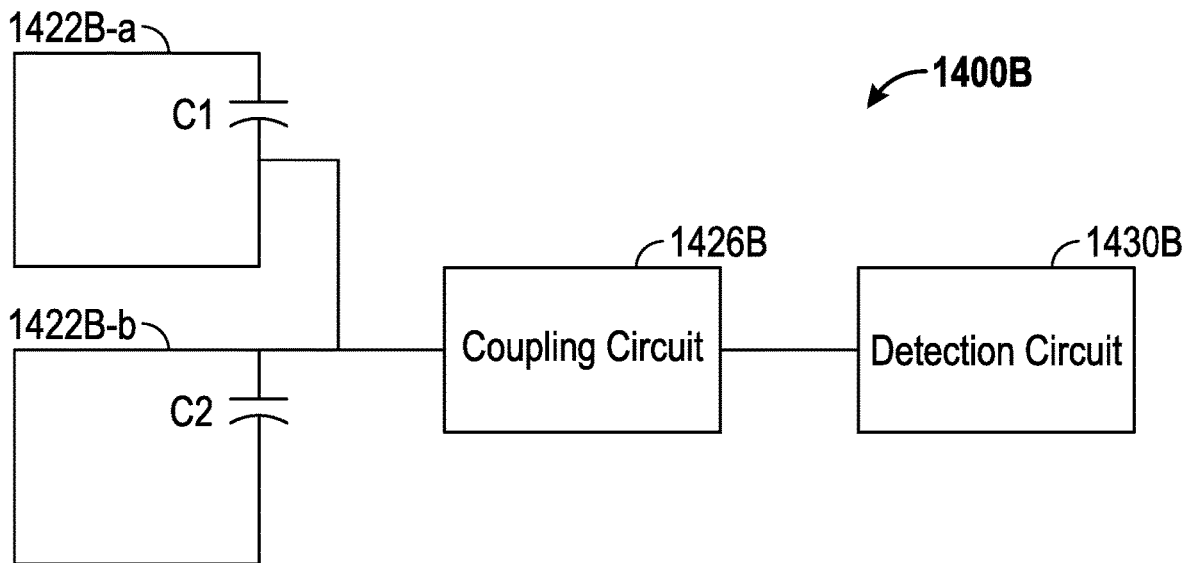 1422B-a
1400B
C1
1426B
1430B
1422B-b
Coupling Circuit
Detection Circuit
C2